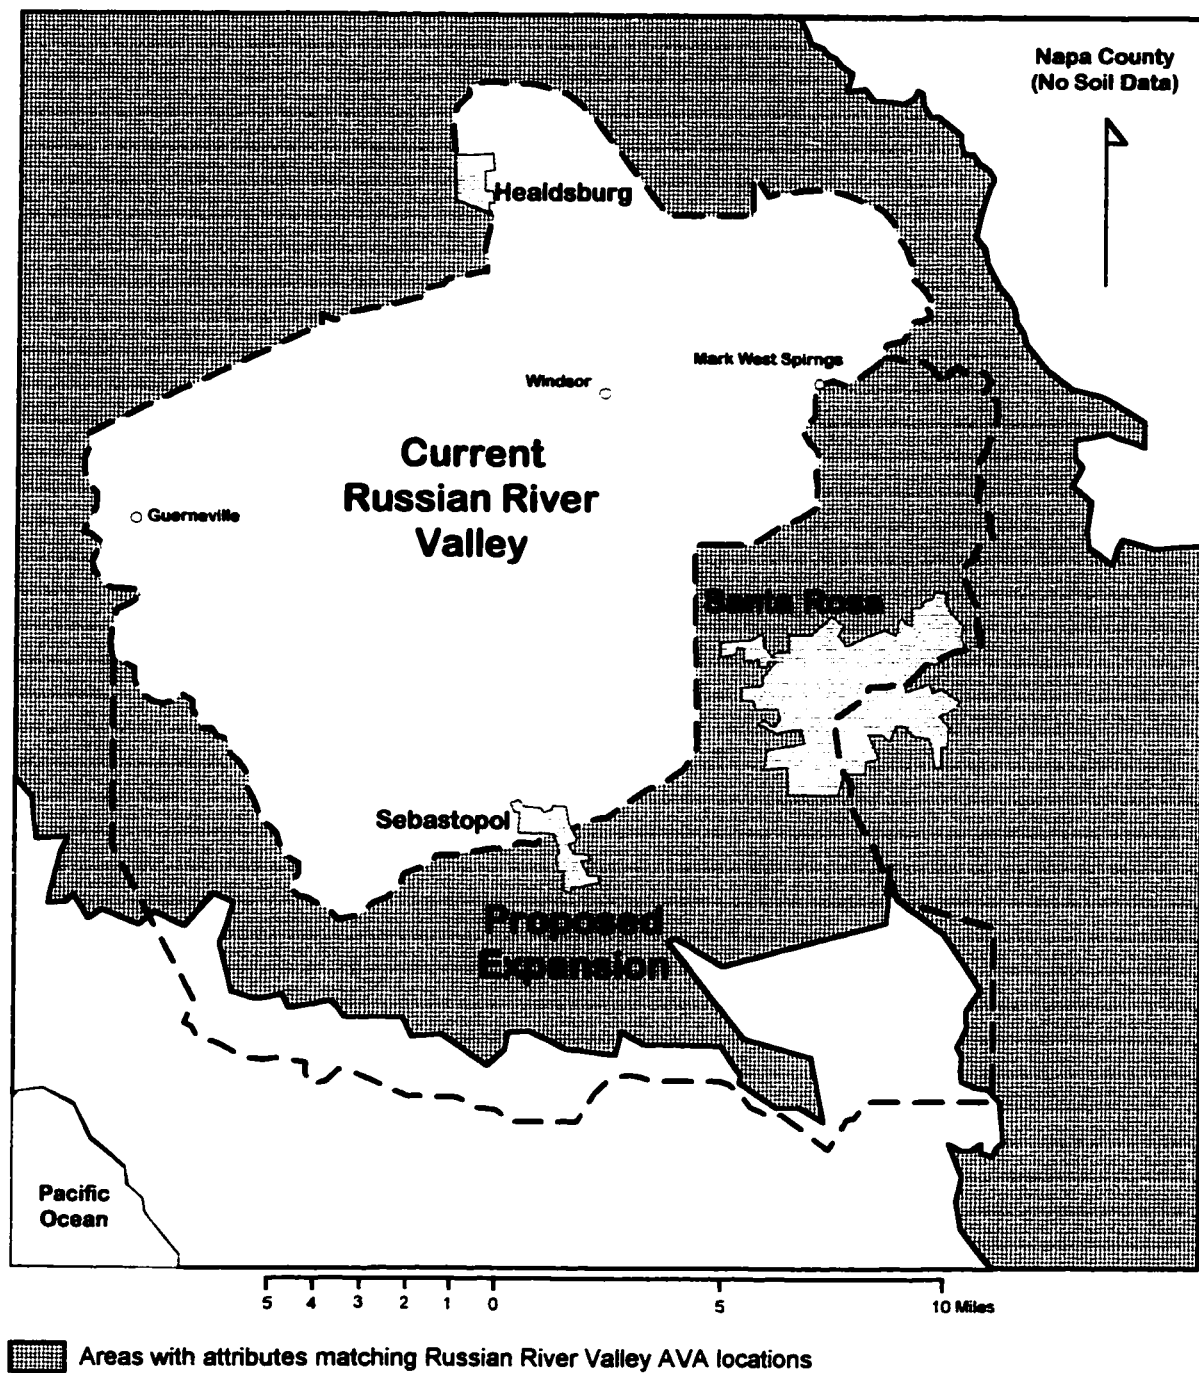 Napa County
(No Soil Data)
Healdsburg
Mark West Spirngs
Windsor
Current
Russian River
Valley
Guerneville
Santa Rosa
Sebastopol
Proposed
Expansion
Pacific
Ocean
5 4 3 2 1 0 5 10 Miles
Areas with attributes matching Russian River Valley AVA locations